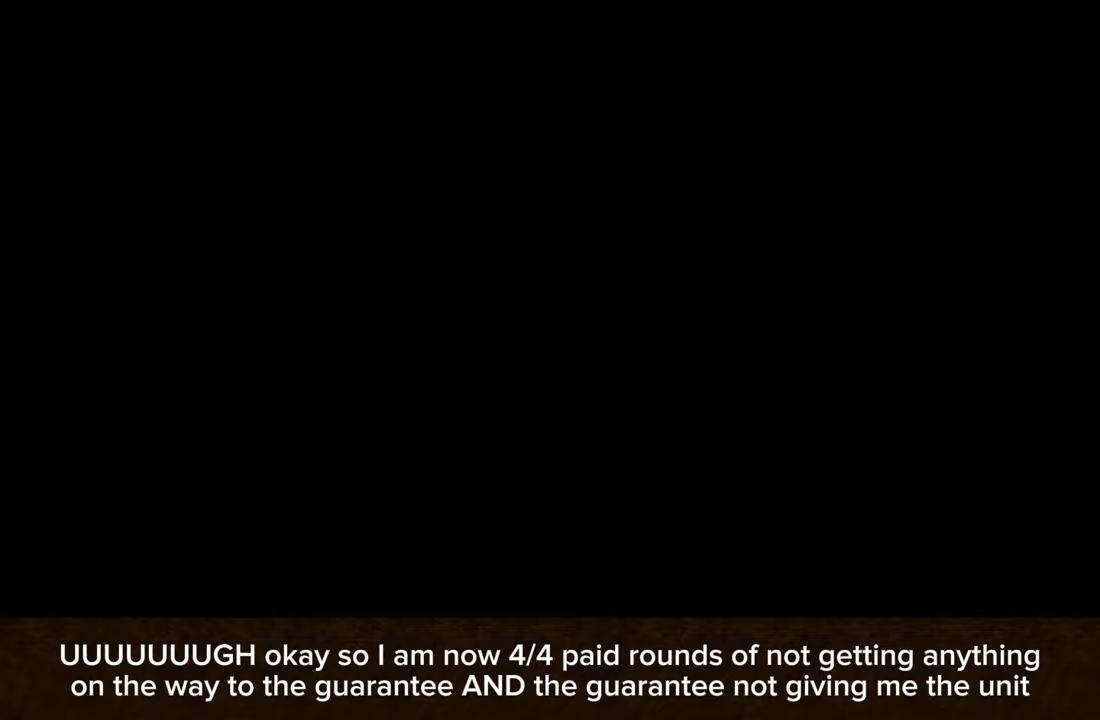 UUUUUUUGH okay so I am now 4/4 paid rounds of not getting anything
on the way to the guarantee AND the guarantee not giving me the unit